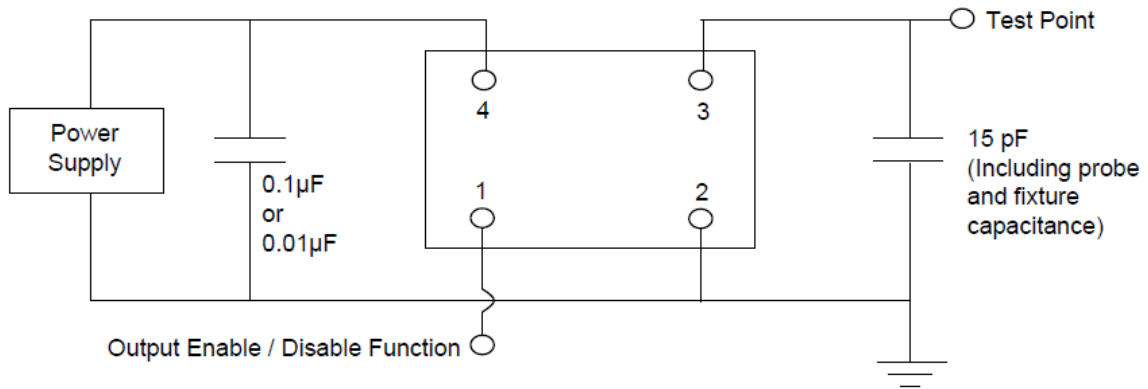 Test Point
4
3
Power
Supply
15 pF
(Including probe
and fixture
capacitance)
0.1µF
or
0.01µF
1
2
Output Enable / Disable Function